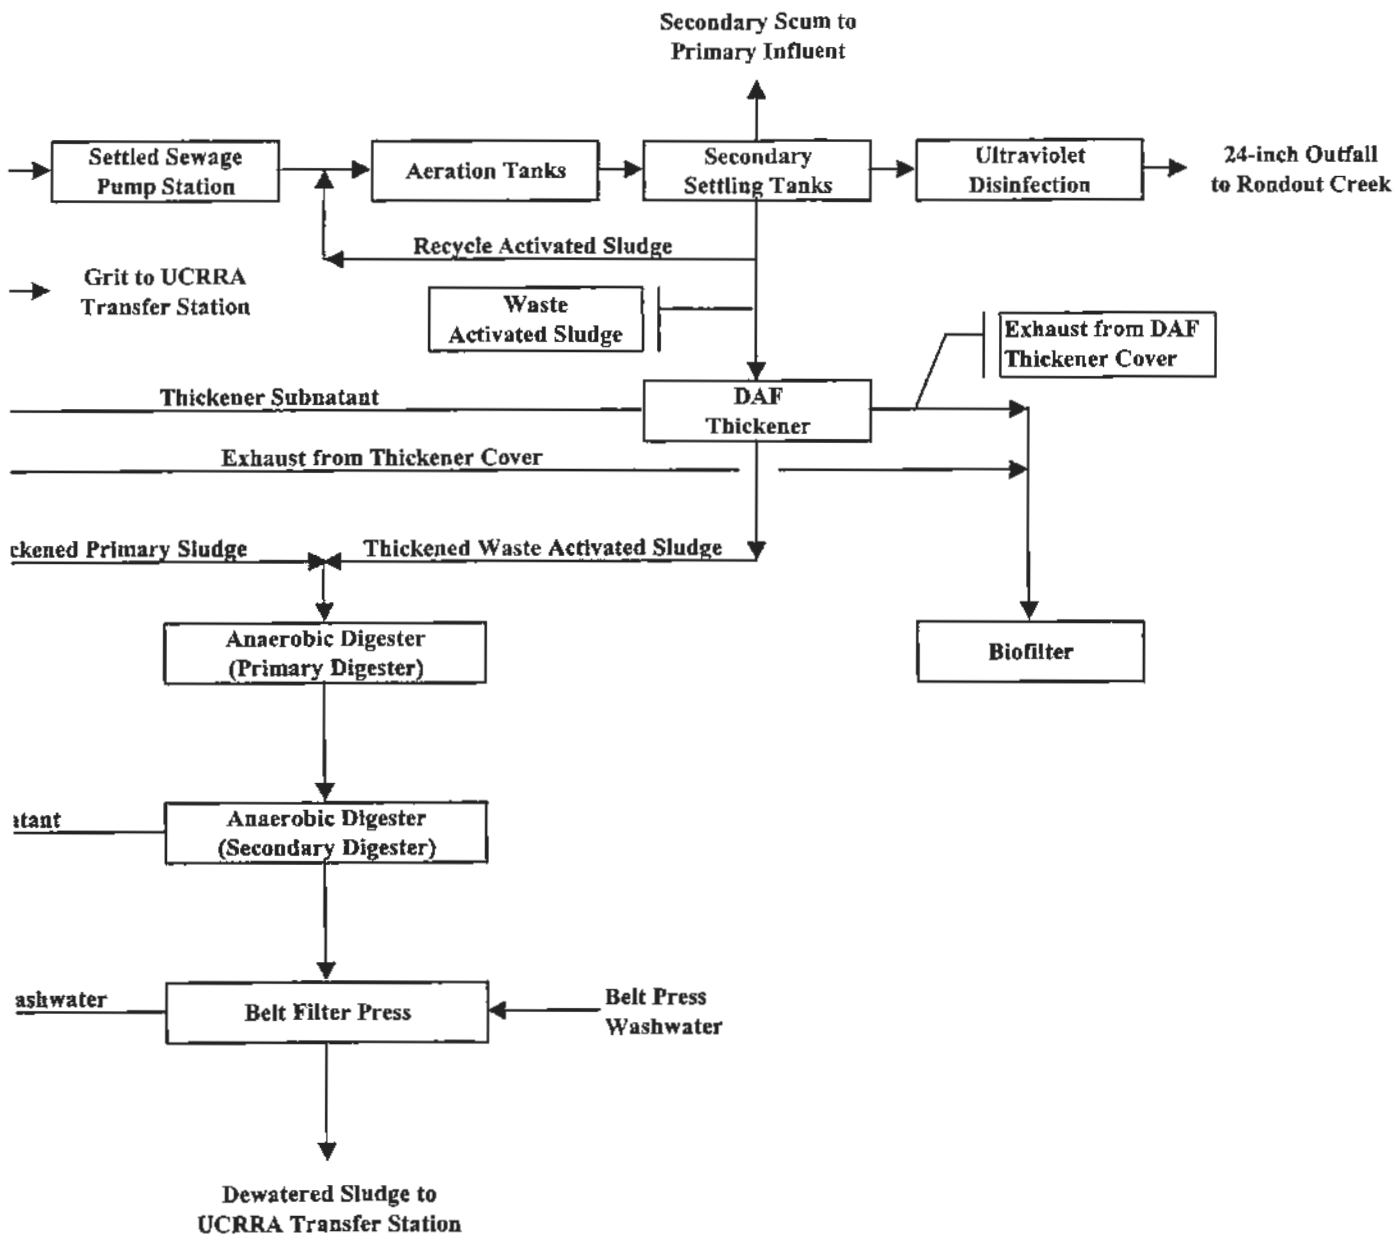 Secondary Scum to
Primary Influent
Settled Sewage
Pump Station
Aeration Tanks
Secondary
Settling Tanks
Ultraviolet
Disinfection
24-inch Outfall
to Rondout Creek
Recycle Activated Sludge
Grit to UCRRA
Transfer Station
Waste
Activated Sludge
Exhaust from DAF
Thickener Cover
Thickener Subnatant
DAF
Thickener
Exhaust from Thickener Cover
ckened Primary Sludge
Thickened Waste Activated Sludge
Anaerobic Digester
(Primary Digester)
Biofilter
atant
Anaerobic Digester
(Secondary Digester)
ashwater
Belt Filter Press
Belt Press
Washwater
Dewatered Sludge to
UCRRA Transfer Station